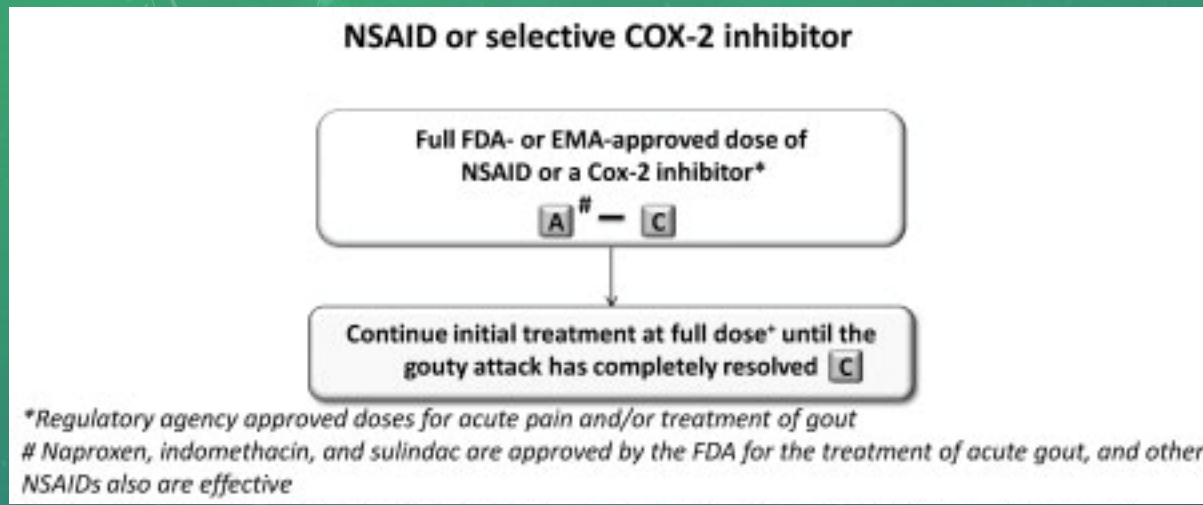 NSAID or selective COX-2 inhibitor
Full FDA- or EMA-approved dose of
NSAID or a Cox-2 inhibitor*
A # – C
Continue initial treatment at full dose+ until the
gouty attack has completely resolved C
*Regulatory agency approved doses for acute pain and/or treatment of gout
# Naproxen, indomethacin, and sulindac are approved by the FDA for the treatment of acute gout, and other
NSAIDs also are effective